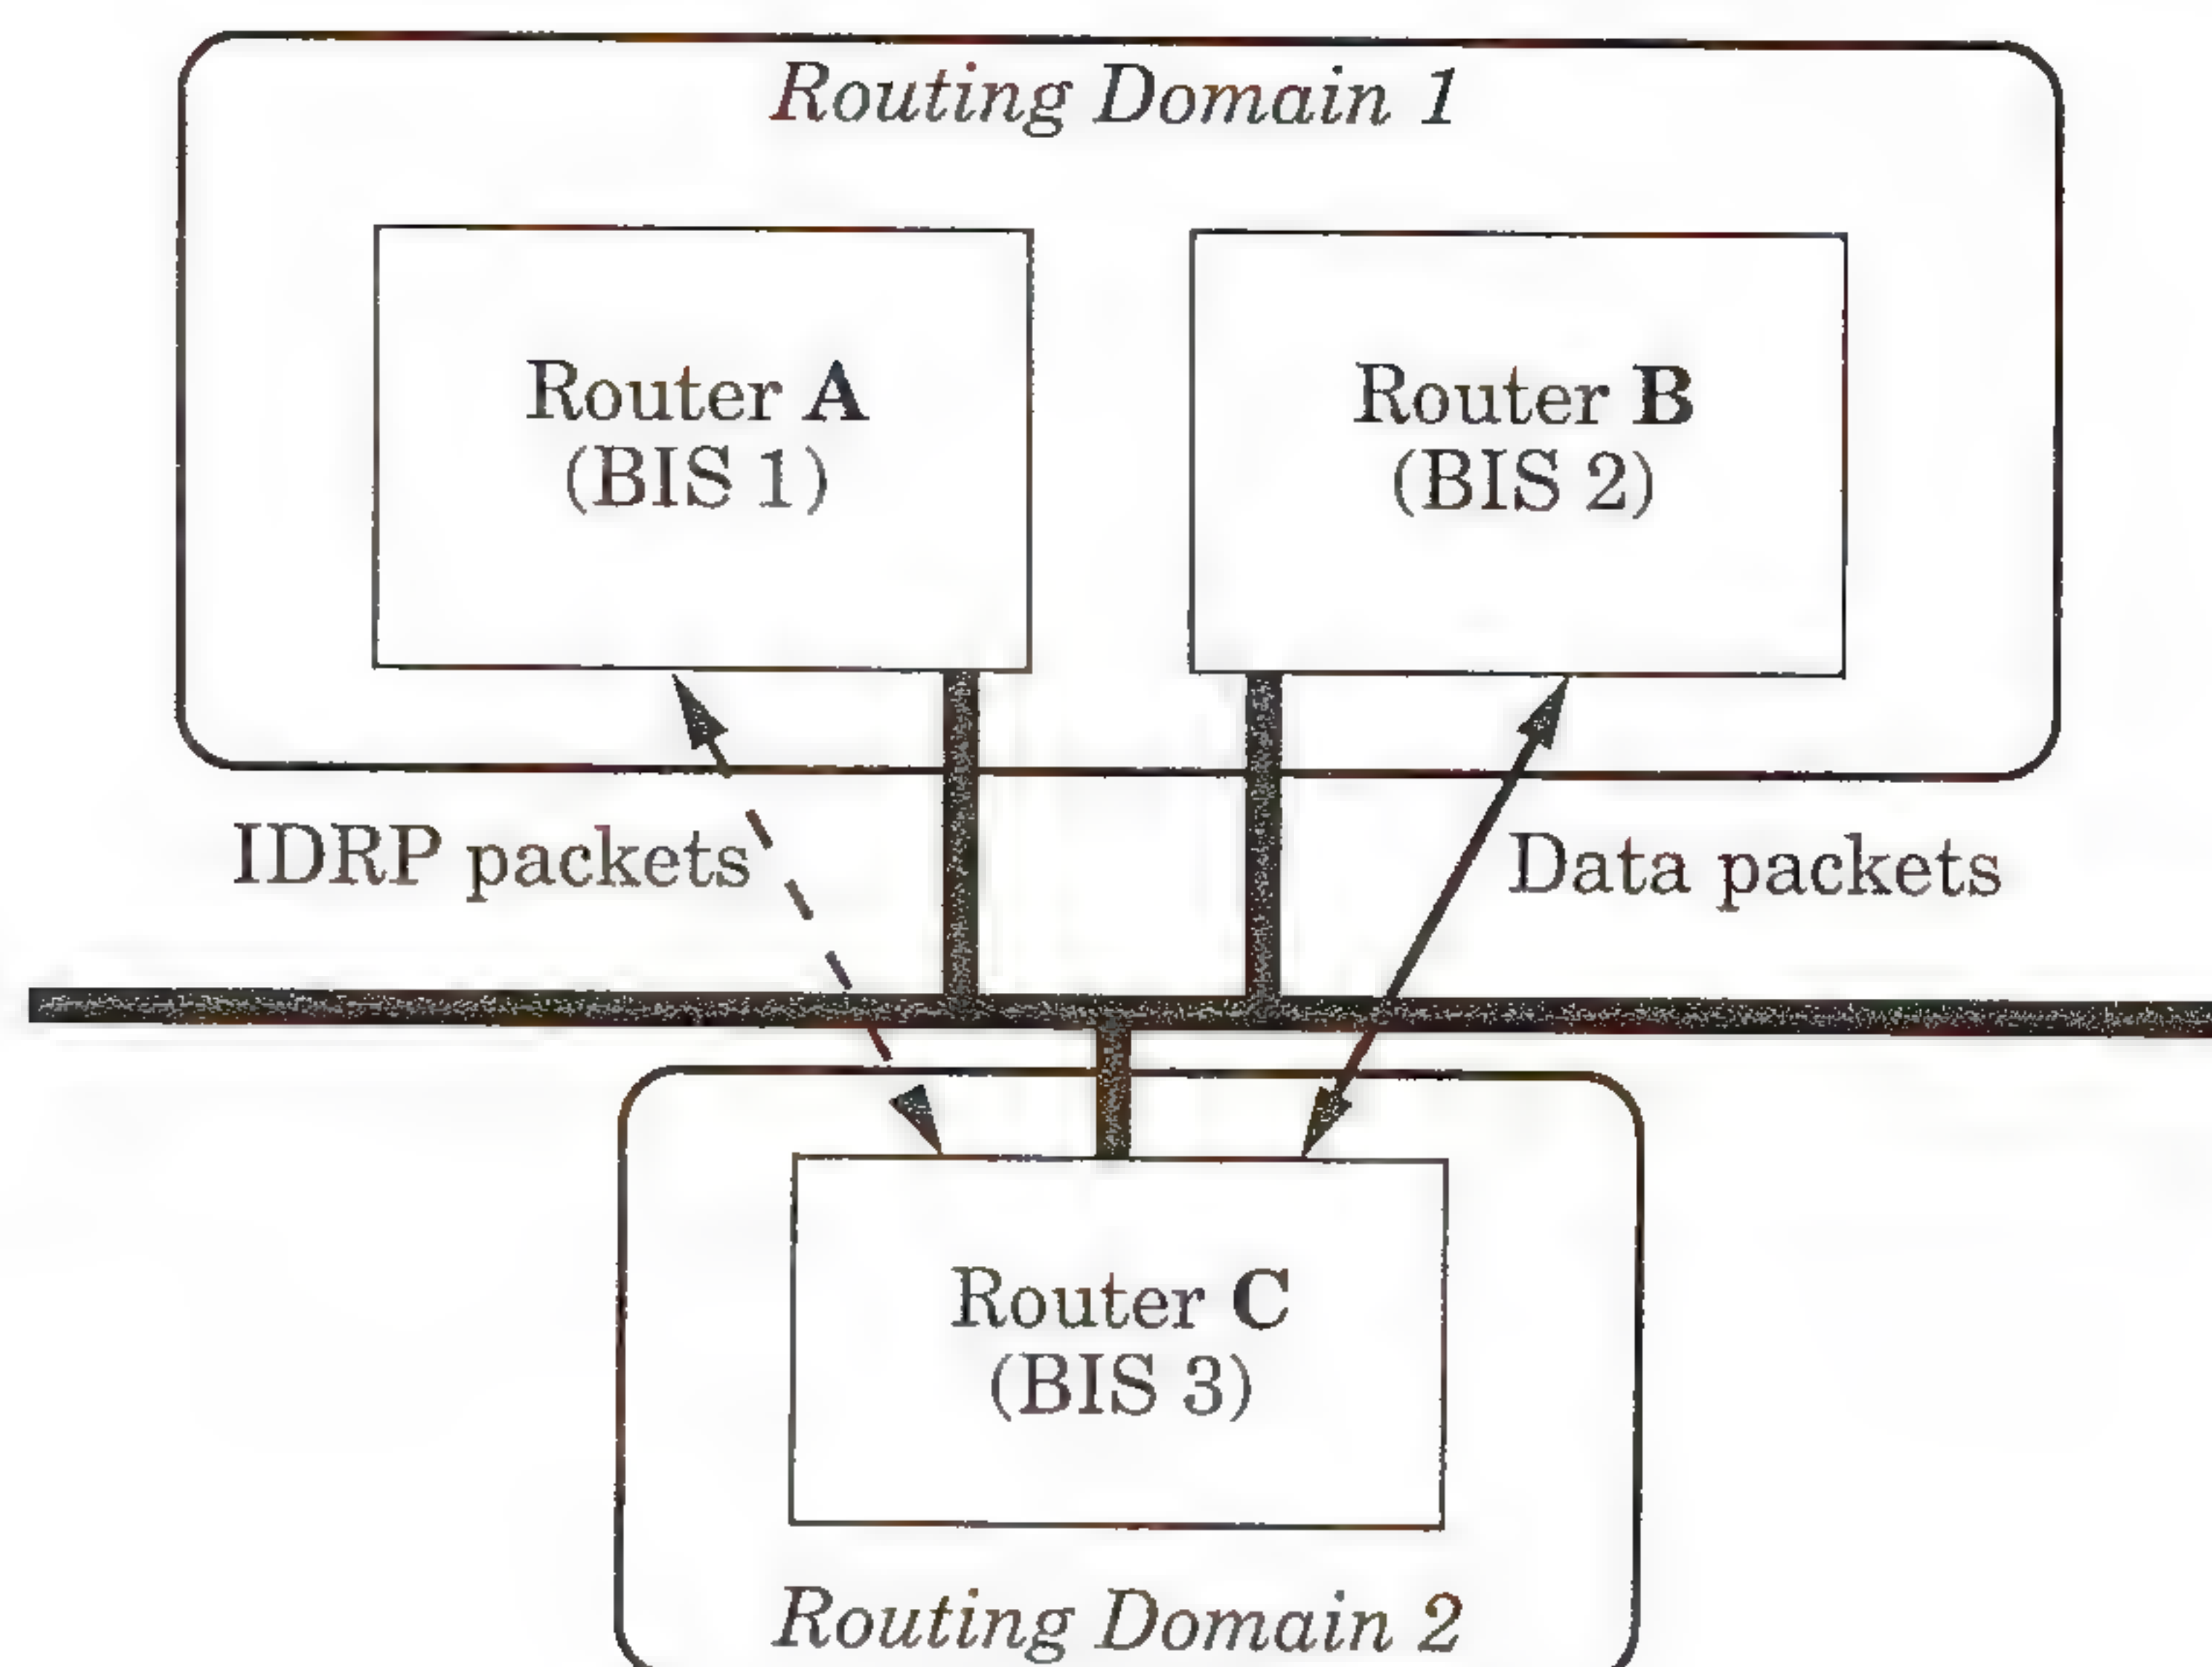 Routing Domain 1
Router A
(BIS 1)
Router B
(BIS 2)
IDRP packets
Data packets
Router C
(BIS 3)
Routing Domain 2